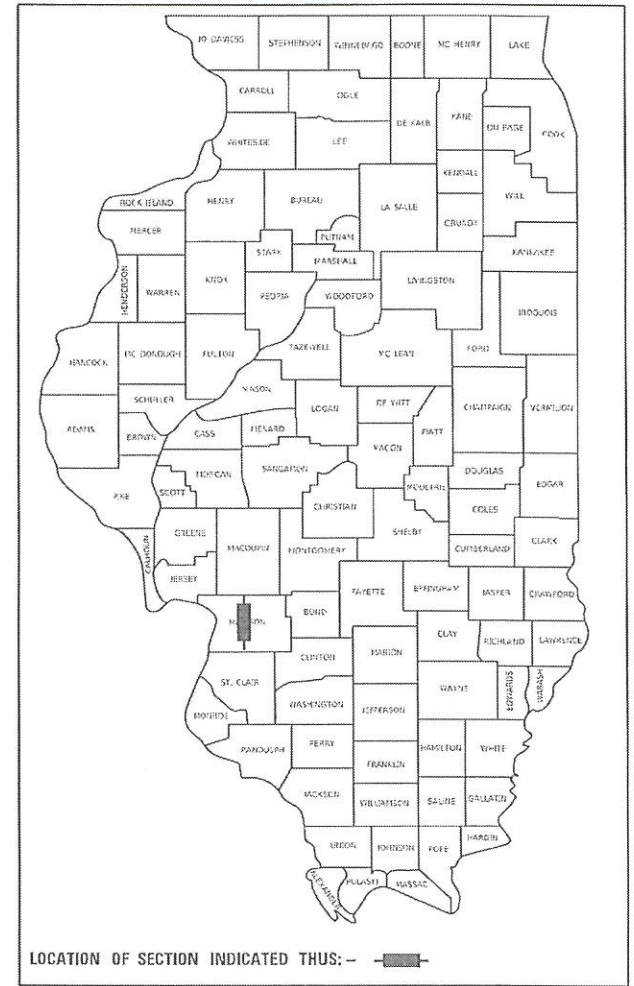 JO DAVIESS STEPHENSON WINNEBAGO BOONE MC HENRY LAKE
CARROLL OGLE
DE KALB KANE DU PAGE COOK
WHITESIDE LEE
KENDALL WILL
ROCK ISLAND HENRY BUREAU LA SALLE
GRUNDY
MERCER PUTNAM
STARK MARSHALL KANKAKEE
HENDERSON WARREN KNOX PEORIA WOODFORD LIVINGSTON
IROQUOIS
HANCOCK MC DONOUGH FULTON TAZEWELL MC LEAN FORD
MASON
SCHUYLER LOGAN DE WITT CHAMPAIGN VERMILION
ADAMS BROWN CASS MENARD PIATT
MACON
PIKE SCOTT MORGAN SANGAMON DOUGLAS EDGAR
MOULTRIE
CHRISTIAN COLES
CALHOUN GREENE MACOUPIN MONTGOMERY SHELBY CLARK
CUMBERLAND
JERSEY FAYETTE EFFINGHAM JASPER CRAWFORD
MADISON BOND
CLAY RICHLAND LAWRENCE
CLINTON MARION
ST. CLAIR WAYNE EDWARDS WABASH
WASHINGTON JEFFERSON
MONROE
RANDOLPH PERRY HAMILTON WHITE
FRANKLIN
JACKSON WILLIAMSON SALINE GALLATIN
UNION JOHNSON POPE HARDIN
ALEXANDER PULASKI MASSAC
LOCATION OF SECTION INDICATED THUS: -